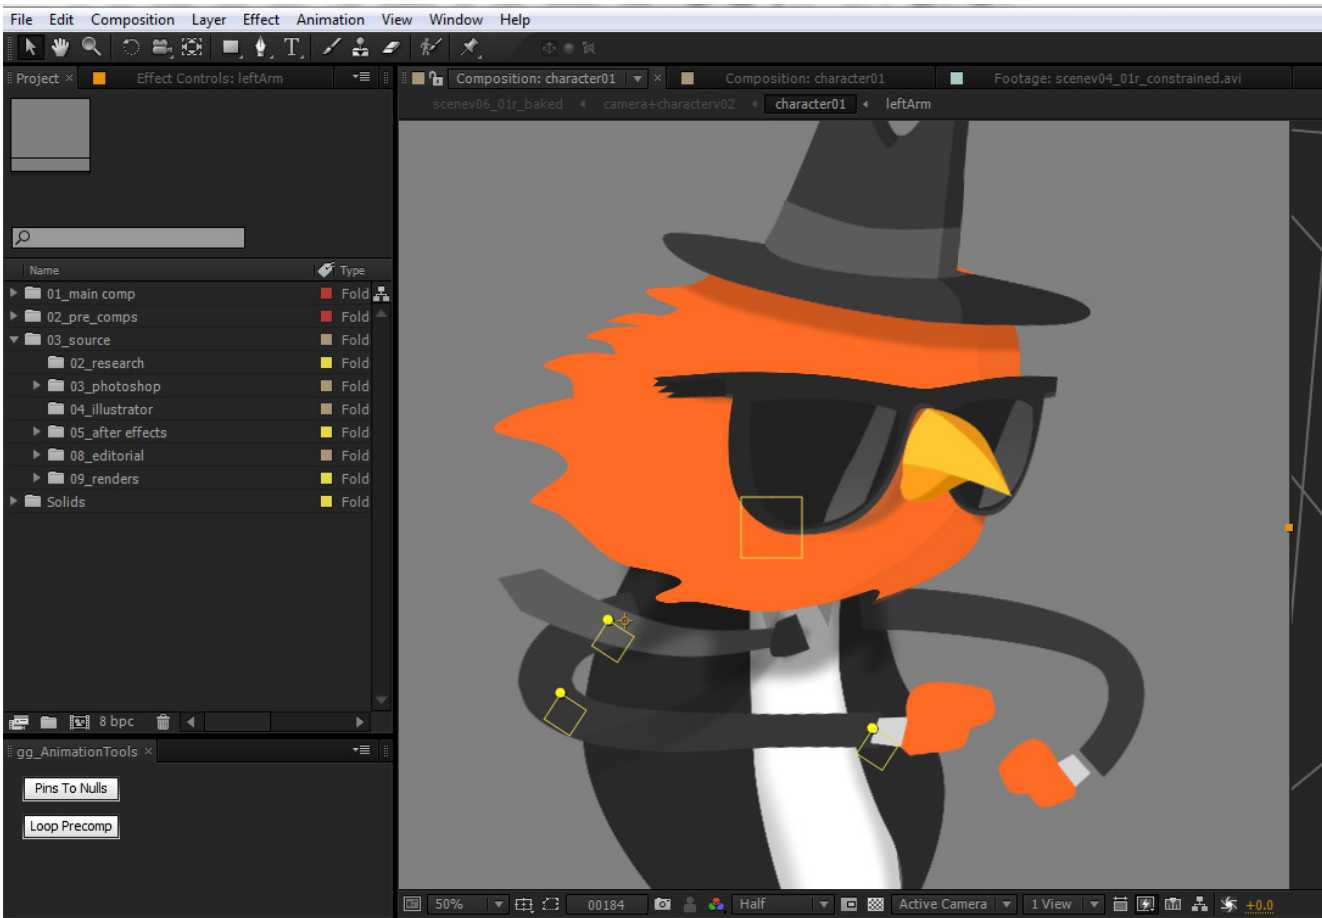 File Edit Composition Layer Effect Animation View Window Help
Project × Effect Controls: leftArm
Composition: character01 × Composition: character01 Footage: scenev04_01r_constrained.avi
scenev06_01r_baked camera+characterv02 character01 leftArm
Name Type
01_main comp Fold
02_pre_comps Fold
03_source Fold
02_research Fold
03_photoshop Fold
04_illustrator Fold
05_after effects Fold
08_editorial Fold
09_renders Fold
Solids Fold
8 bpc
gg_AnimationTools ×
Pins To Nulls
Loop Precomp
50% 00184 Half Active Camera 1 View +0.0